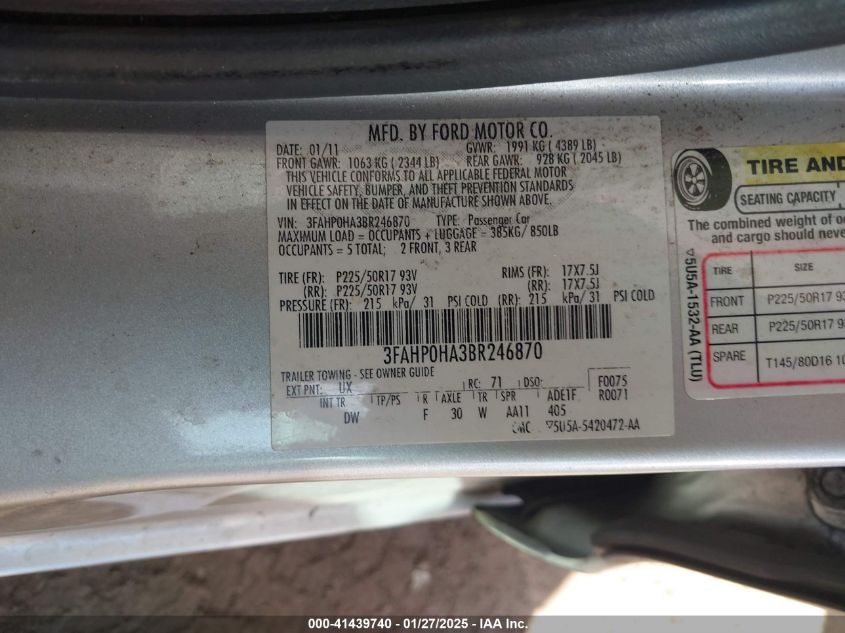 MFD. BY FORD MOTOR CO.
DATE: 01/11 GVWR: 1991 KG ( 4389 LB)
FRONT GAWR: 1063 KG ( 2344 LB) REAR GAWR: 928 KG ( 2045 LB)
THIS VEHICLE CONFORMS TO ALL APPLICABLE FEDERAL MOTOR
VEHICLE SAFETY, BUMPER, AND THEFT PREVENTION STANDARDS
IN EFFECT ON THE DATE OF MANUFACTURE SHOWN ABOVE.
VIN: 3FAHP0HA3BR246870 TYPE: Passenger Car
MAXIMUM LOAD = OCCUPANTS + LUGGAGE = 385KG/ 850LB
OCCUPANTS = 5 TOTAL; 2 FRONT, 3 REAR
TIRE (FR): P225/50R17 93V RIMS (FR): 17X7.5J
(RR): P225/50R17 93V (RR): 17X7.5J
PRESSURE (FR): 215 kPa/ 31 PSI COLD (RR): 215 kPa/ 31 PSI COLD
3FAHP0HA3BR246870
TRAILER TOWING - SEE OWNER GUIDE
EXT PNT: UX RC: 71 DSO: F0075
INT TR TP/PS R AXLE TR SPR ADE1F R0071
DW F 30 W AA11 405
CMC ▽5U5A-5420472-AA
TIRE AND
SEATING CAPACITY
The combined weight of oc
and cargo should neve
▽5U5A-1532-AA (TLU)
TIRE SIZE
FRONT P225/50R17 93
REAR P225/50R17 93
SPARE T145/80D16 10
000-41439740 — 01/27/2025 — IAA Inc.